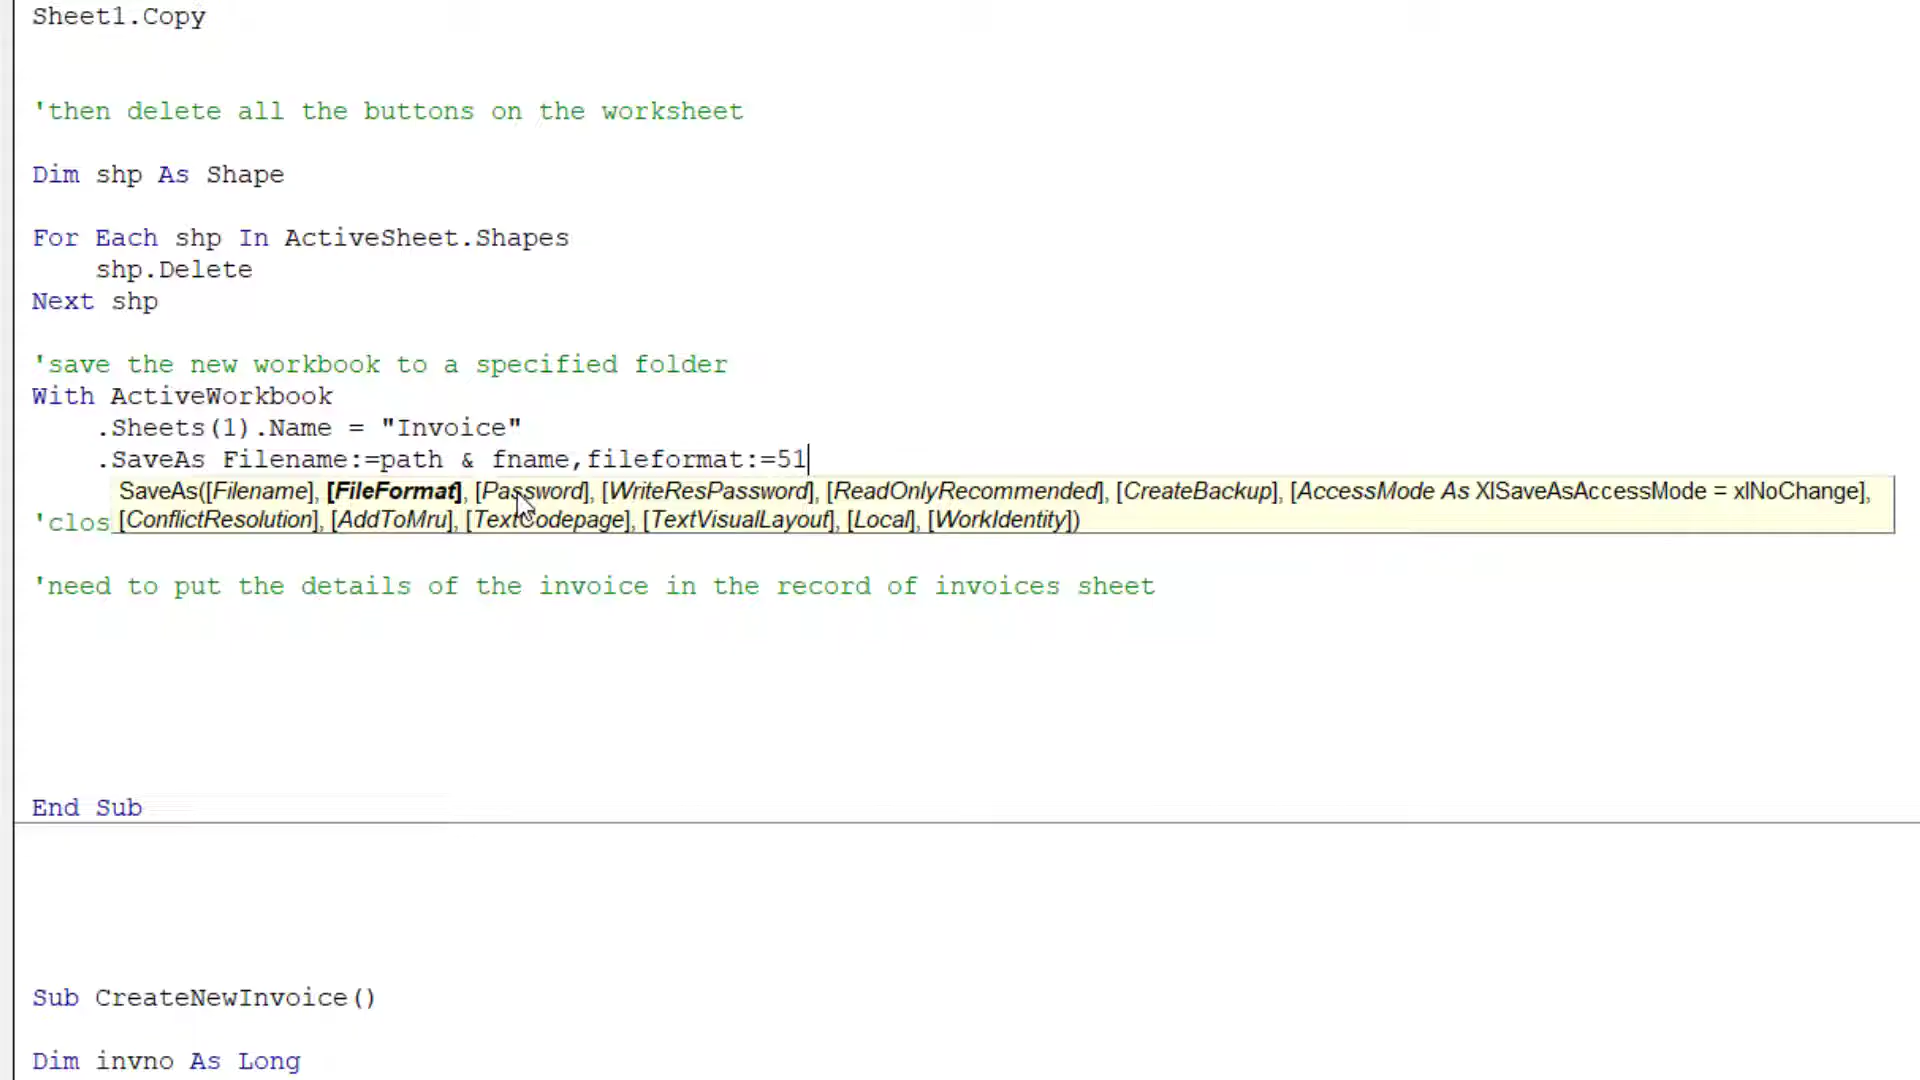 Sheet1.Copy
'then delete all the buttons on the worksheet
Dim shp As Shape
For Each shp In ActiveSheet.Shapes
shp.Delete
Next shp
'save the new workbook to a specified folder
With ActiveWorkbook
.Sheets(1).Name = "Invoice"
.SaveAs Filename:=path & fname,fileformat:=51
SaveAs([Filename], [FileFormat], [Password], [WriteResPassword], [ReadOnlyRecommended], [CreateBackup], [AccessMode As XlSaveAsAccessMode = xlNoChange],
[ConflictResolution], [AddToMru], [TextCodepage], [TextVisualLayout], [Local], [WorkIdentity])
'clos
'need to put the details of the invoice in the record of invoices sheet
End Sub
Sub CreateNewInvoice()
Dim invno As Long